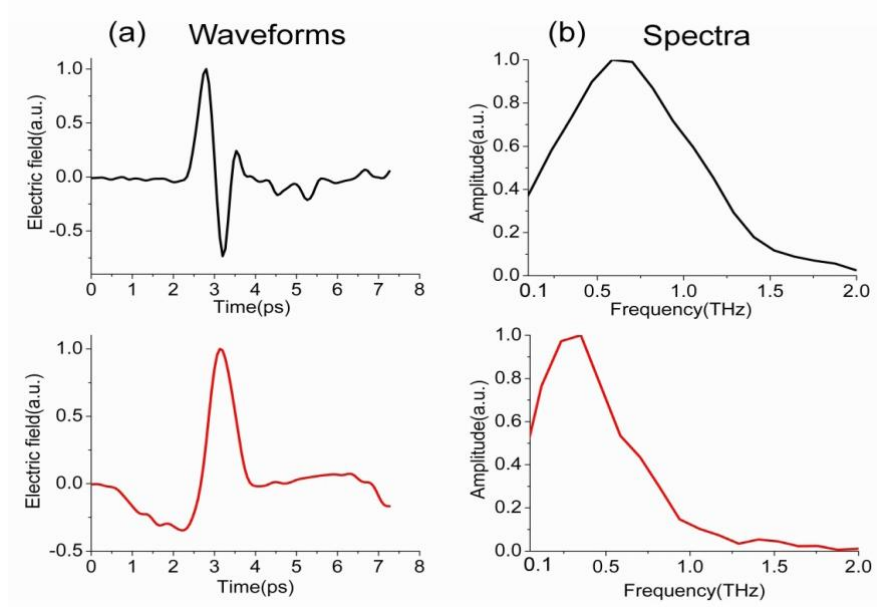 (a) Waveforms
(b) Spectra
1.0
0.5
0.0
-0.5
Electric field(a.u.)
0 1 2 3 4 5 6 7 8
Time(ps)
1.0
0.8
0.6
0.4
0.2
0.0
Amplitude(a.u.)
0.1 0.5 1.0 1.5 2.0
Frequency(THz)
1.0
0.5
0.0
-0.5
Electric field(a.u.)
0 1 2 3 4 5 6 7 8
Time(ps)
1.0
0.8
0.6
0.4
0.2
0.0
Amplitude(a.u.)
0.1 0.5 1.0 1.5 2.0
Frequency(THz)